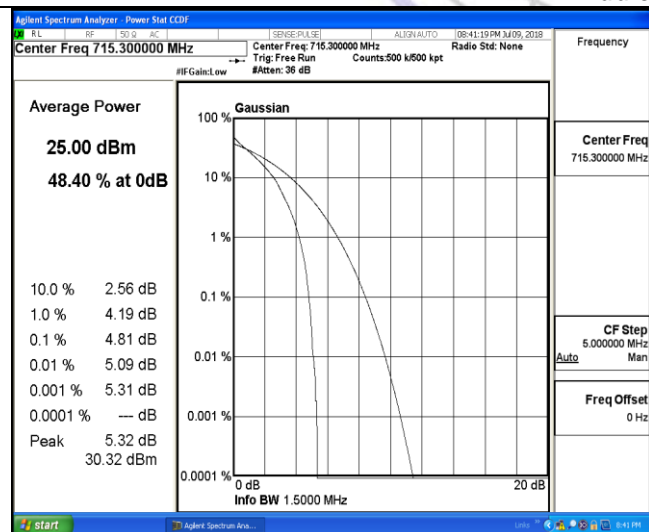 Agilent Spectrum Analyzer - Power Stat CCDF
RL RF 50 Ω AC SENSE:PULSE ALIGN AUTO 08:41:19 PM Jul 09, 2018
Center Freq 715.300000 MHz
Center Freq: 715.300000 MHz Radio Std: None
Trig: Free Run Counts:500 k/500 kpt
#IFGain:Low #Atten: 36 dB
Frequency
Average Power
25.00 dBm
48.40 % at 0dB
10.0 % 2.56 dB
1.0 % 4.19 dB
0.1 % 4.81 dB
0.01 % 5.09 dB
0.001 % 5.31 dB
0.0001 % --- dB
Peak 5.32 dB
30.32 dBm
Gaussian
100 %
10 %
1 %
0.1 %
0.01 %
0.001 %
0.0001 %
0 dB 20 dB
Info BW 1.5000 MHz
Center Freq
715.300000 MHz
CF Step
5.000000 MHz
Auto Man
Freq Offset
0 Hz
start Agilent Spectrum Ana... Links 8:41 PM